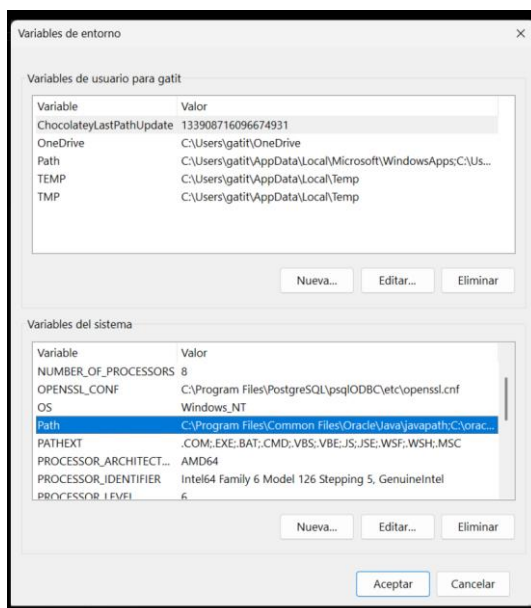 Variables de entorno
Variables de usuario para gatit
Variable Valor
ChocolateyLastPathUpdate 133908716096674931
OneDrive C:\Users\gatit\OneDrive
Path C:\Users\gatit\AppData\Local\Microsoft\WindowsApps;C:\Us...
TEMP C:\Users\gatit\AppData\Local\Temp
TMP C:\Users\gatit\AppData\Local\Temp
Nueva... Editar... Eliminar
Variables del sistema
Variable Valor
NUMBER_OF_PROCESSORS 8
OPENSSL_CONF C:\Program Files\PostgreSQL\psqlODBC\etc\openssl.cnf
OS Windows_NT
Path C:\Program Files\Common Files\Oracle\Java\javapath;C:\orac...
PATHEXT .COM;.EXE;.BAT;.CMD;.VBS;.VBE;.JS;.JSE;.WSF;.WSH;.MSC
PROCESSOR_ARCHITECT... AMD64
PROCESSOR_IDENTIFIER Intel64 Family 6 Model 126 Stepping 5, GenuineIntel
PROCESSOR_LEVEL 6
Nueva... Editar... Eliminar
Aceptar Cancelar